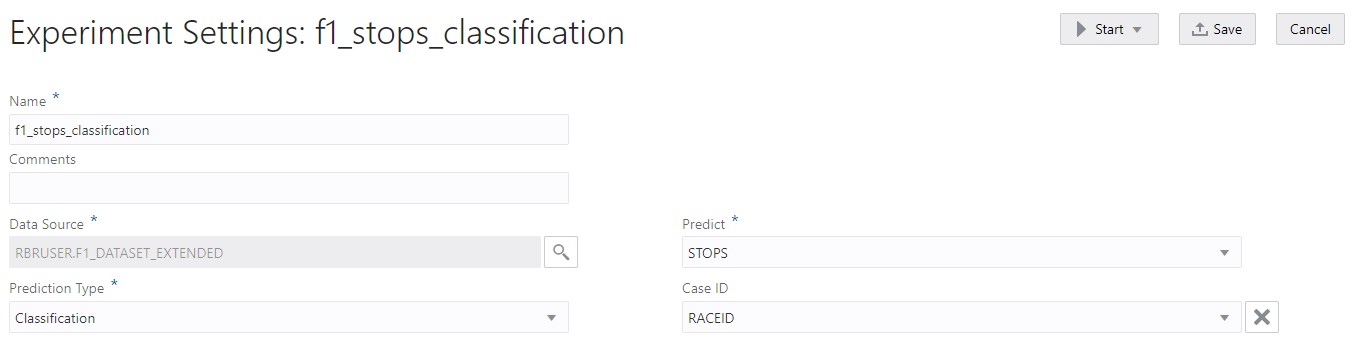 Experiment Settings: f1_stops_classification
Start
Save
Cancel
Name *
f1_stops_classification
Comments
Data Source *
Predict *
RBRUSER.F1_DATASET_EXTENDED
STOPS
Prediction Type *
Case ID
Classification
RACEID